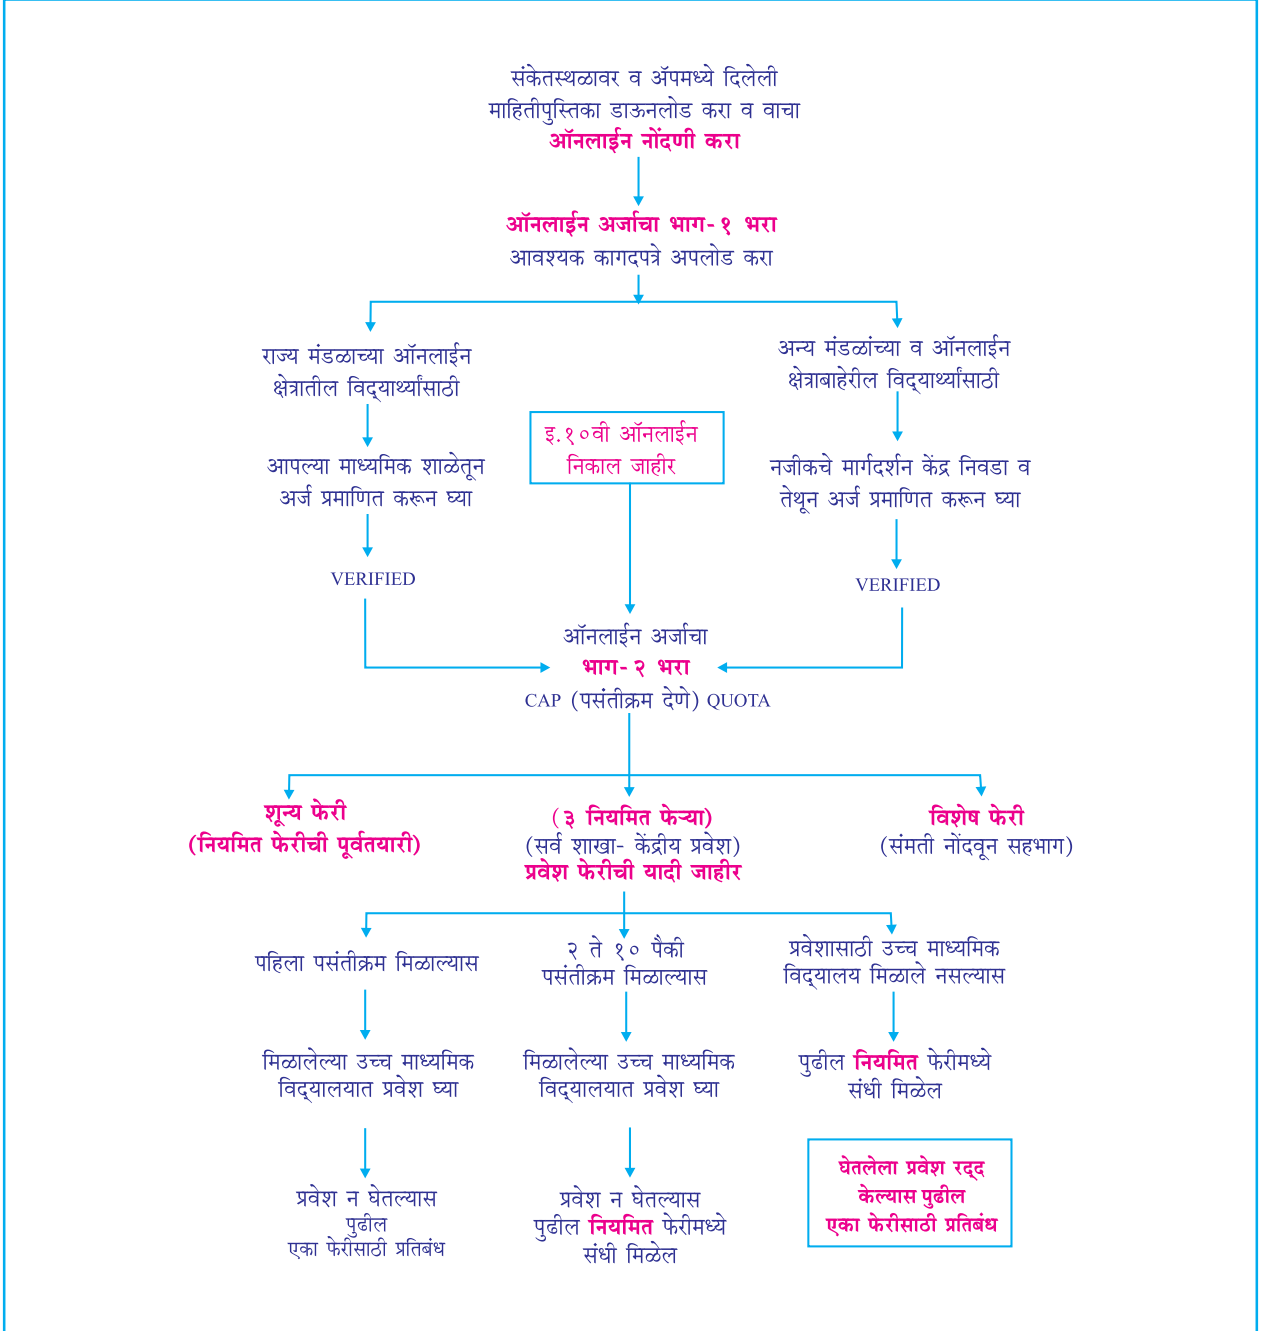 संकेतस्थळावर व ॲपमध्ये दिलेली
माहितीपुस्तिका डाऊनलोड करा व वाचा
ऑनलाईन नोंदणी करा
ऑनलाईन अर्जाचा भाग-१ भरा
आवश्यक कागदपत्रे अपलोड करा
राज्य मंडळाच्या ऑनलाईन
क्षेत्रातील विद्‌यार्थ्यांसाठी
अन्य मंडळांच्या व ऑनलाईन
क्षेत्राबाहेरील विद्‌यार्थ्यांसाठी
इ.१०वी ऑनलाईन
निकाल जाहीर
आपल्या माध्यमिक शाळेतून
अर्ज प्रमाणित करून घ्या
नजीकचे मार्गदर्शन केंद्र निवडा व
तेथून अर्ज प्रमाणित करून घ्या
VERIFIED
VERIFIED
ऑनलाईन अर्जाचा
भाग-२ भरा
CAP (पसंतीक्रम देणे) QUOTA
शून्य फेरी
(नियमित फेरीची पूर्वतयारी)
(३ नियमित फेऱ्या)
(सर्व शाखा- केंद्रीय प्रवेश)
प्रवेश फेरीची यादी जाहीर
विशेष फेरी
(संमती नोंदवून सहभाग)
पहिला पसंतीक्रम मिळाल्यास
२ ते १० पैकी
पसंतीक्रम मिळाल्यास
प्रवेशासाठी उच्च माध्यमिक
विद्‌यालय मिळाले नसल्यास
मिळालेल्या उच्च माध्यमिक
विद्‌यालयात प्रवेश घ्या
मिळालेल्या उच्च माध्यमिक
विद्‌यालयात प्रवेश घ्या
पुढील नियमित फेरीमध्ये
संधी मिळेल
प्रवेश न घेतल्यास
पुढील
एका फेरीसाठी प्रतिबंध
प्रवेश न घेतल्यास
पुढील नियमित फेरीमध्ये
संधी मिळेल
घेतलेला प्रवेश रद्‌द
केल्यास पुढील
एका फेरीसाठी प्रतिबंध